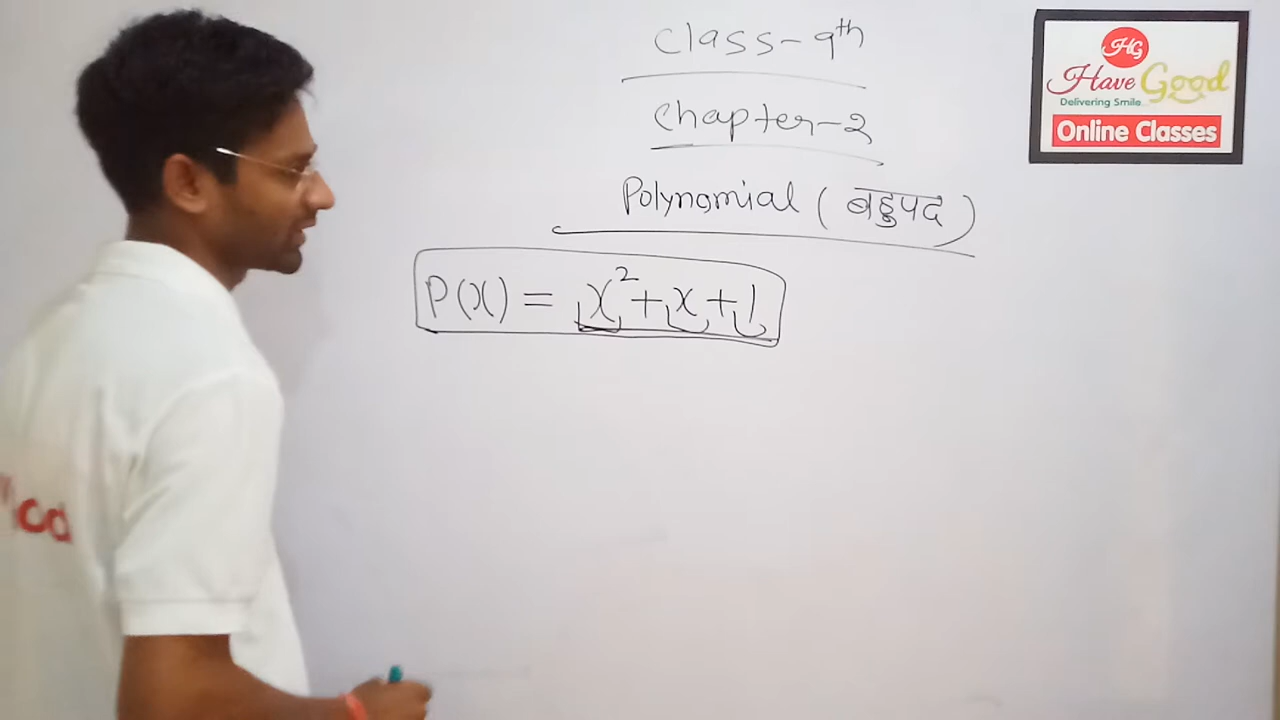 Class-9th
Chapter-2
Polynomial (बहुपद)
P(x) = x²+x+1
HG
Have Good
Delivering Smile...
Online Classes